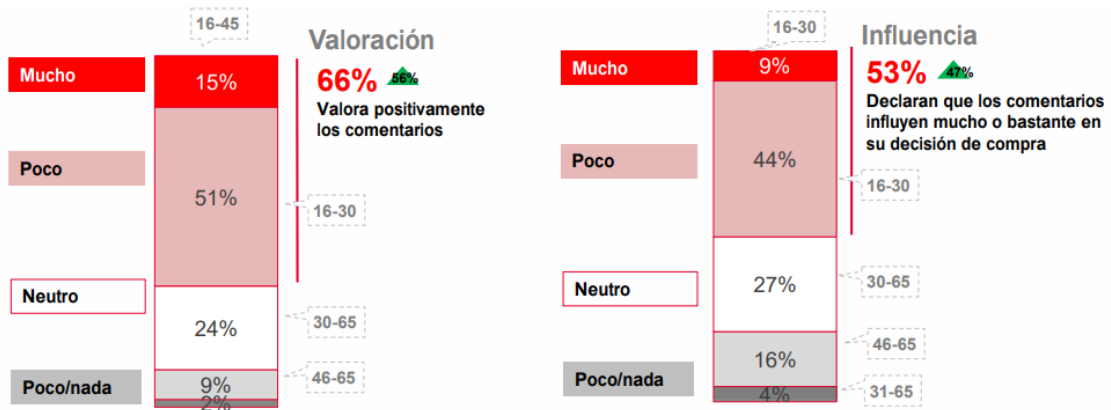 16-45
Valoración
Mucho
15%
66% 56%
Valora positivamente
los comentarios
Poco
51%
16-30
Neutro
24%
30-65
Poco/nada
9%
46-65
2%
16-30
Influencia
Mucho
9%
53% 47%
Declaran que los comentarios
influyen mucho o bastante en
su decisión de compra
Poco
44%
16-30
Neutro
27%
30-65
46-65
16%
Poco/nada
4%
31-65